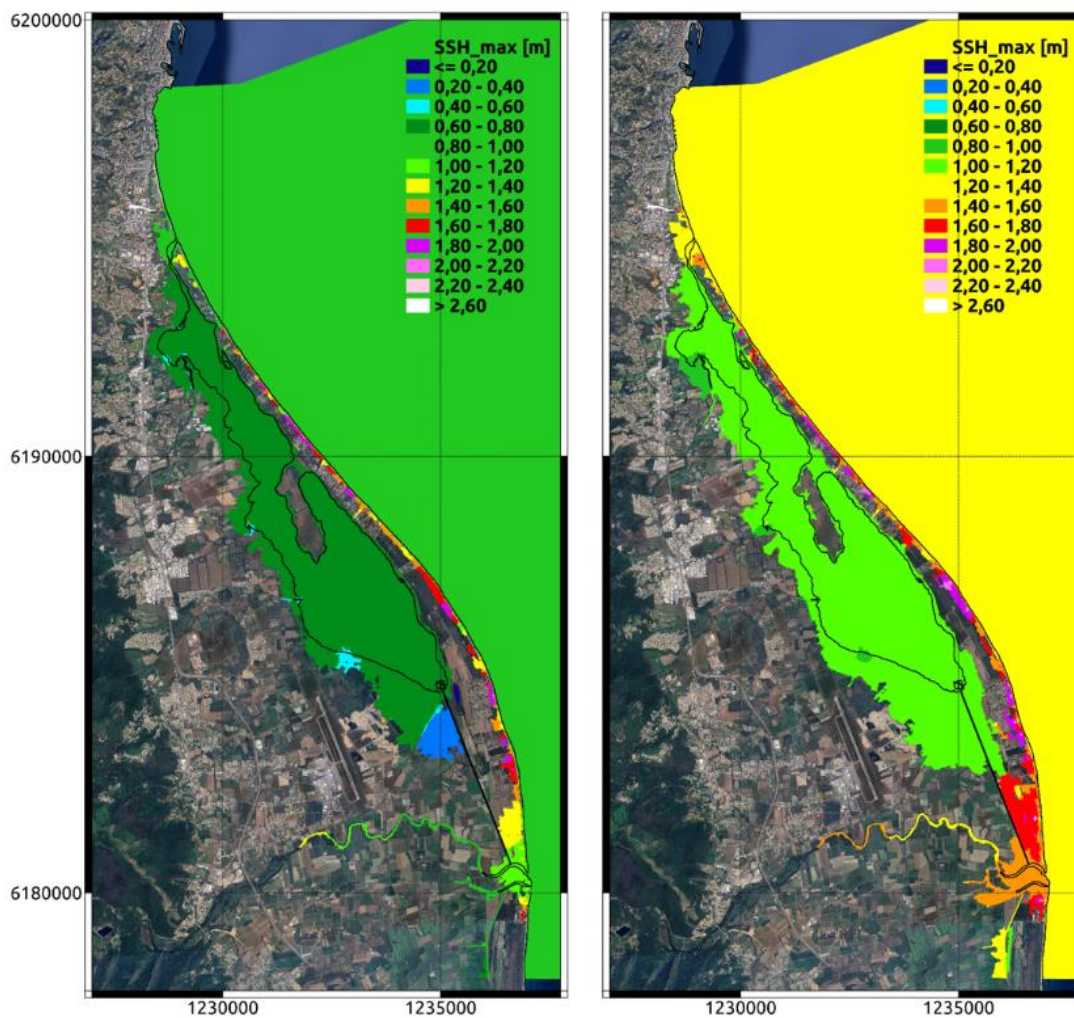 6200000
SSH_max [m]
<= 0,20
0,20 - 0,40
0,40 - 0,60
0,60 - 0,80
0,80 - 1,00
1,00 - 1,20
1,20 - 1,40
1,40 - 1,60
1,60 - 1,80
1,80 - 2,00
2,00 - 2,20
2,20 - 2,40
> 2,60
SSH_max [m]
<= 0,20
0,20 - 0,40
0,40 - 0,60
0,60 - 0,80
0,80 - 1,00
1,00 - 1,20
1,20 - 1,40
1,40 - 1,60
1,60 - 1,80
1,80 - 2,00
2,00 - 2,20
2,20 - 2,40
> 2,60
6190000
6180000
1230000
1235000
1230000
1235000